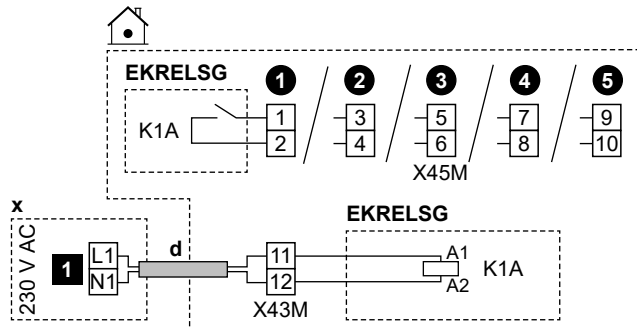 EKRELSG 1 2 3 4 5
K1A 1 3 5 7 9
2 4 6 8 10
X45M
x EKRELSG
230 V AC 1 L1 d 11 A1 K1A
N1 12 A2
X43M